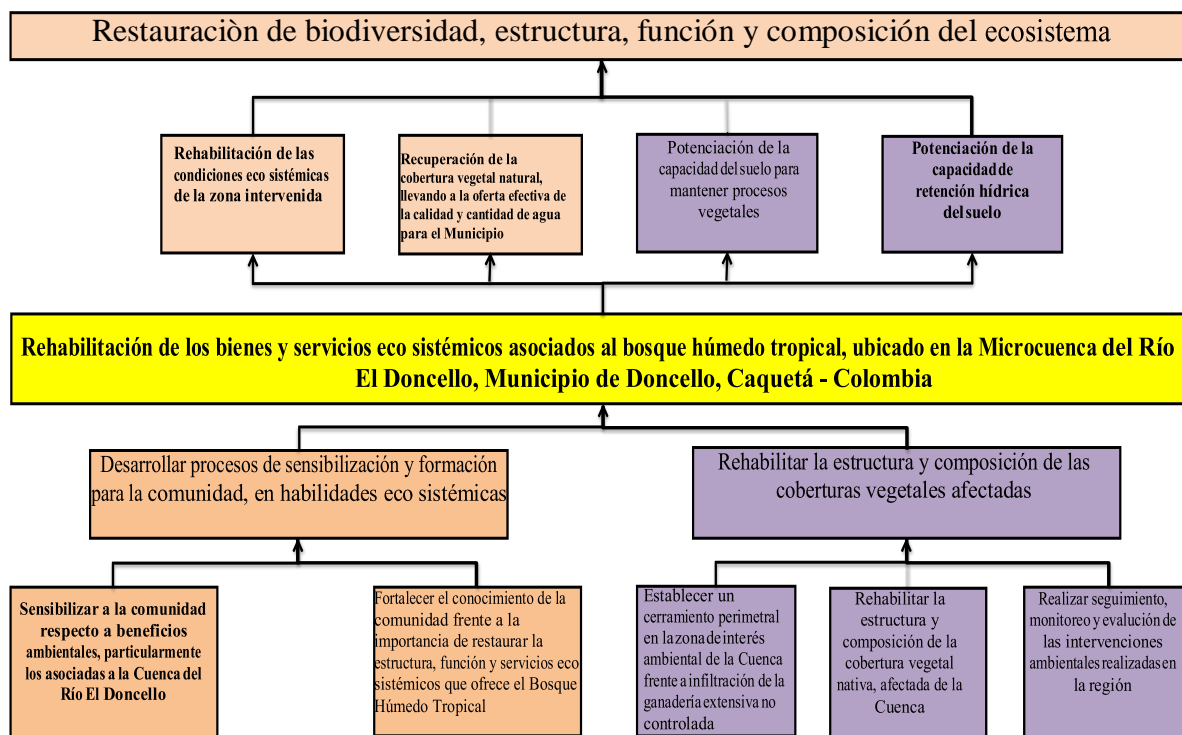 Restauraciòn de biodiversidad, estructura, función y composición del ecosistema
Rehabilitación de las
condiciones eco sistémicas
de la zona intervenida
Recuperación de la
cobertura vegetal natural,
llevando a la oferta efectiva de
la calidad y cantidad de agua
para el Municipio
Potenciación de la
capacidad del suelo para
mantener procesos
vegetales
Potenciación de la
capacidad de
retención hídrica
del suelo
Rehabilitación de los bienes y servicios eco sistémicos asociados al bosque húmedo tropical, ubicado en la Microcuenca del Río
El Doncello, Municipio de Doncello, Caquetá - Colombia
Desarrollar procesos de sensibilización y formación
para la comunidad, en habilidades eco sistémicas
Rehabilitar la estructura y composición de las
coberturas vegetales afectadas
Sensibilizar a la comunidad
respecto a beneficios
ambientales, particularmente
los asociadas a la Cuenca del
Río El Doncello
Fortalecer el conocimiento de la
comunidad frente a la
importancia de restaurar la
estructura, función y servicios eco
sistémicos que ofrece el Bosque
Húmedo Tropical
Establecer un
cerramiento perimetral
en la zona de interés
ambiental de la Cuenca
frente a infiltración de la
ganadería extensiva no
controlada
Rehabilitar la
estructura y
composición de la
cobertura vegetal
nativa, afectada de la
Cuenca
Realizar seguimiento,
monitoreo y evalución de
las intervenciones
ambientales realizadas en
la región